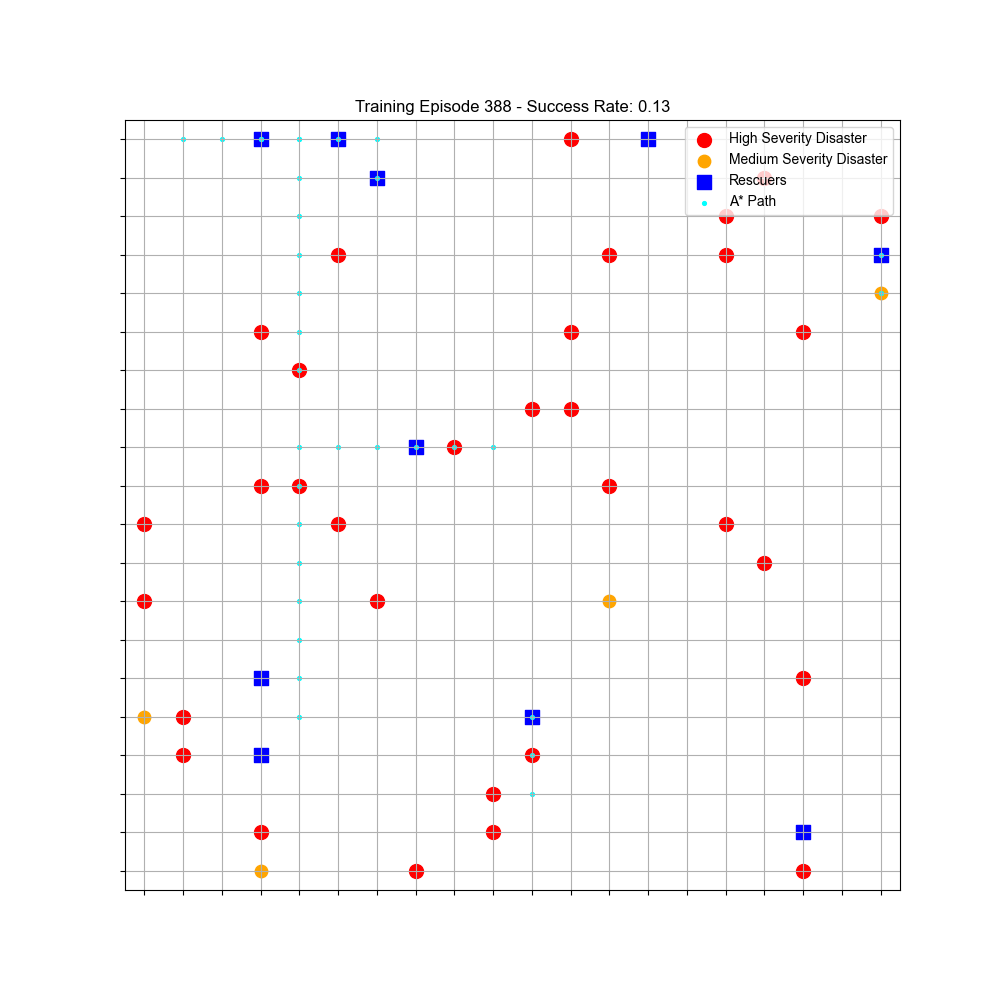 Training Episode 388 - Success Rate: 0.13
High Severity Disaster
Medium Severity Disaster
Rescuers
A* Path